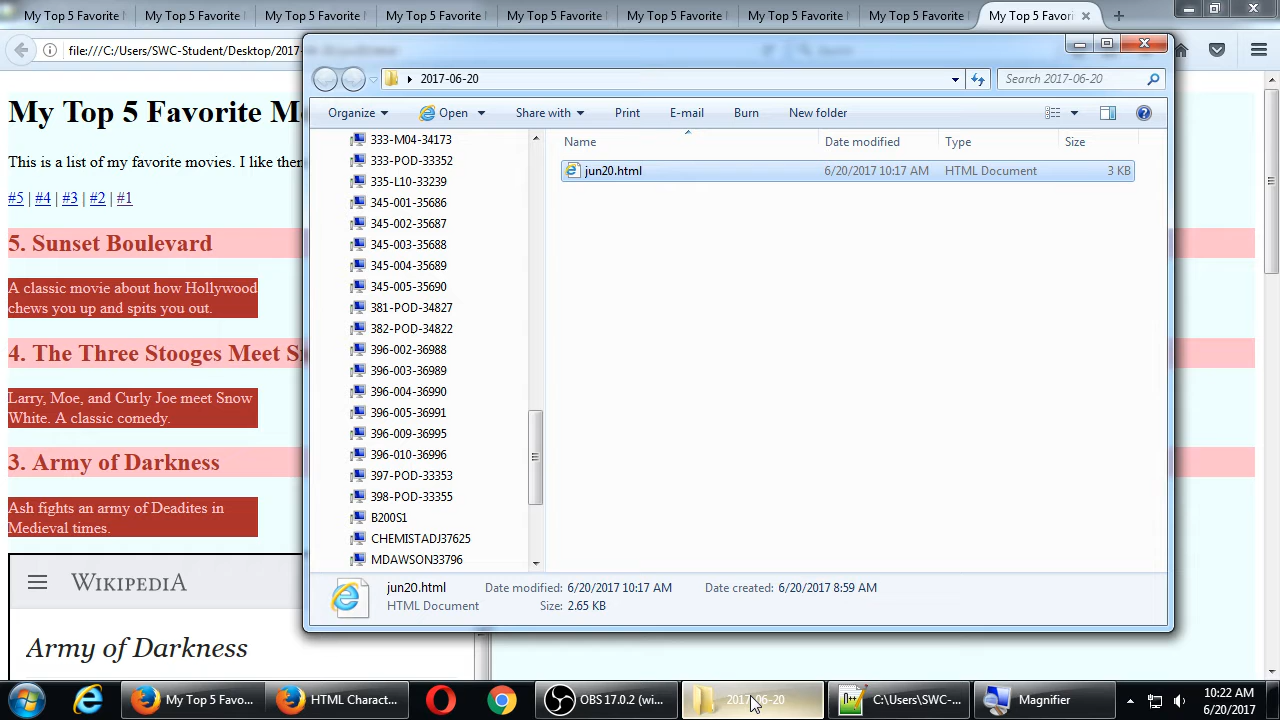 My Top 5 Favorite
My Top 5 Favorite
My Top 5 Favorite
My Top 5 Favorite
My Top 5 Favorite
My Top 5 Favorite
My Top 5 Favorite
My Top 5 Favorite
My Top 5 Favori
file:///C:/Users/SWC-Student/Desktop/2017-
My Top 5 Favorite M
This is a list of my favorite movies. I like then
#5 | #4 | #3 | #2 | #1
5. Sunset Boulevard
A classic movie about how Hollywood
chews you up and spits you out.
4. The Three Stooges Meet S
Larry, Moe, and Curly Joe meet Snow
White. A classic comedy.
3. Army of Darkness
Ash fights an army of Deadites in
Medieval times.
WIKIPEDIA
Army of Darkness
2017-06-20
Search 2017-06-20
Organize
Open
Share with
Print
E-mail
Burn
New folder
333-M04-34173
333-POD-33352
335-L10-33239
345-001-35686
345-002-35687
345-003-35688
345-004-35689
345-005-35690
381-POD-34827
382-POD-34822
396-002-36988
396-003-36989
396-004-36990
396-005-36991
396-009-36995
396-010-36996
397-POD-33353
398-POD-33355
B200S1
CHEMISTADJ37625
MDAWSON33796
Name Date modified Type Size
jun20.html 6/20/2017 10:17 AM HTML Document 3 KB
jun20.html Date modified: 6/20/2017 10:17 AM Date created: 6/20/2017 8:59 AM
HTML Document Size: 2.65 KB
My Top 5 Favo...
HTML Charact...
OBS 17.0.2 (wi...
2017-06-20
C:\Users\SWC-...
Magnifier
10:22 AM
6/20/2017